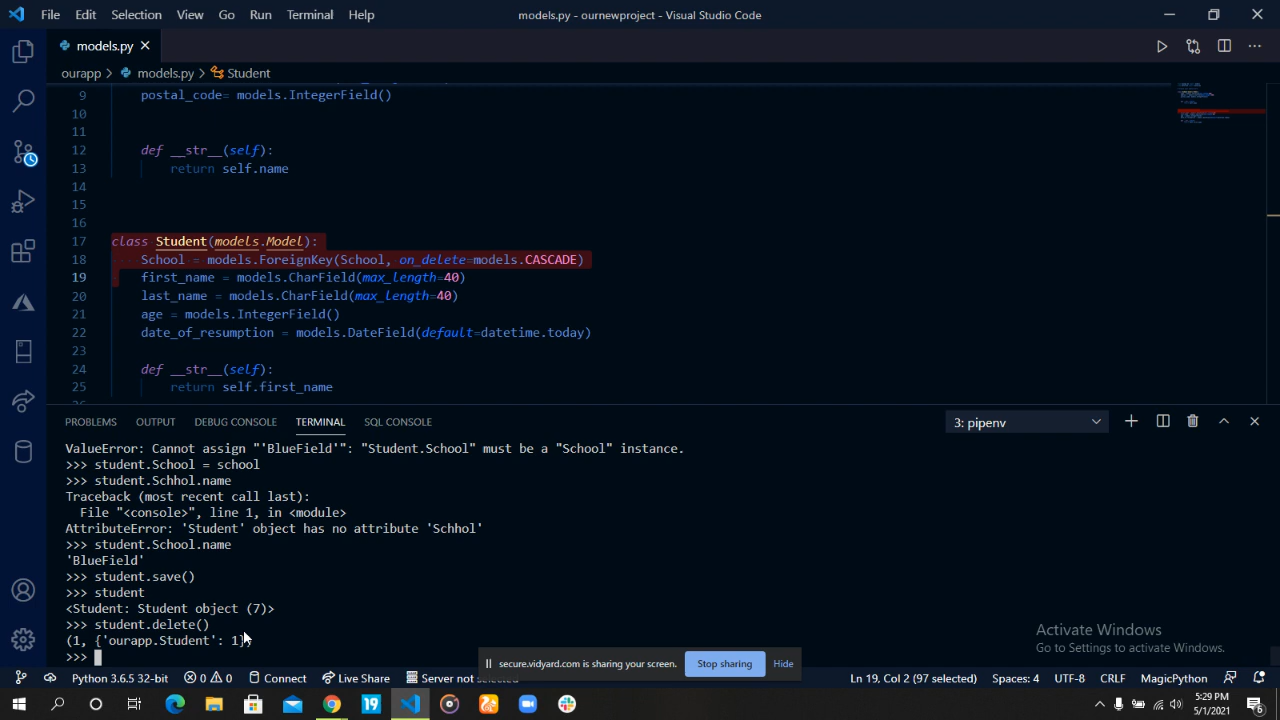 File Edit Selection View Go Run Terminal Help
models.py - ournewproject - Visual Studio Code
models.py
ourapp > models.py > Student
9 postal_code= models.IntegerField()
10
11
12 def __str__(self):
13 return self.name
14
15
16
17 class Student(models.Model):
18 School = models.ForeignKey(School, on_delete=models.CASCADE)
19 first_name = models.CharField(max_length=40)
20 last_name = models.CharField(max_length=40)
21 age = models.IntegerField()
22 date_of_resumption = models.DateField(default=datetime.today)
23
24 def __str__(self):
25 return self.first_name
PROBLEMS OUTPUT DEBUG CONSOLE TERMINAL SQL CONSOLE
3: pipenv
ValueError: Cannot assign "'BlueField'": "Student.School" must be a "School" instance.
>>> student.School = school
>>> student.Schhol.name
Traceback (most recent call last):
File "<console>", line 1, in <module>
AttributeError: 'Student' object has no attribute 'Schhol'
>>> student.School.name
'BlueField'
>>> student.save()
>>> student
<Student: Student object (7)>
>>> student.delete()
(1, {'ourapp.Student': 1})
>>>
Activate Windows
Go to Settings to activate Windows.
secure.vidyard.com is sharing your screen. Stop sharing Hide
Python 3.6.5 32-bit 0 0 Connect Live Share Server not
Ln 19, Col 2 (97 selected) Spaces: 4 UTF-8 CRLF MagicPython
19
5:29 PM
5/1/2021
6